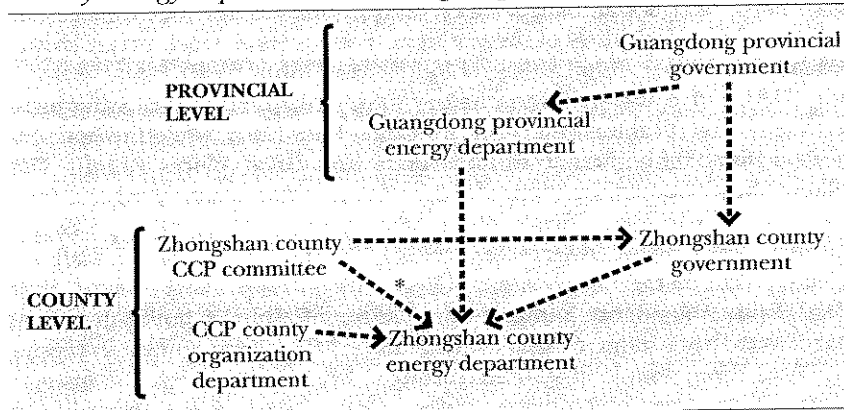 Guangdong provincial
government
PROVINCIAL
LEVEL
Guangdong provincial
energy department
Zhongshan county
CCP committee
Zhongshan county
government
*
COUNTY
LEVEL
CCP county
organization
department
Zhongshan county
energy department